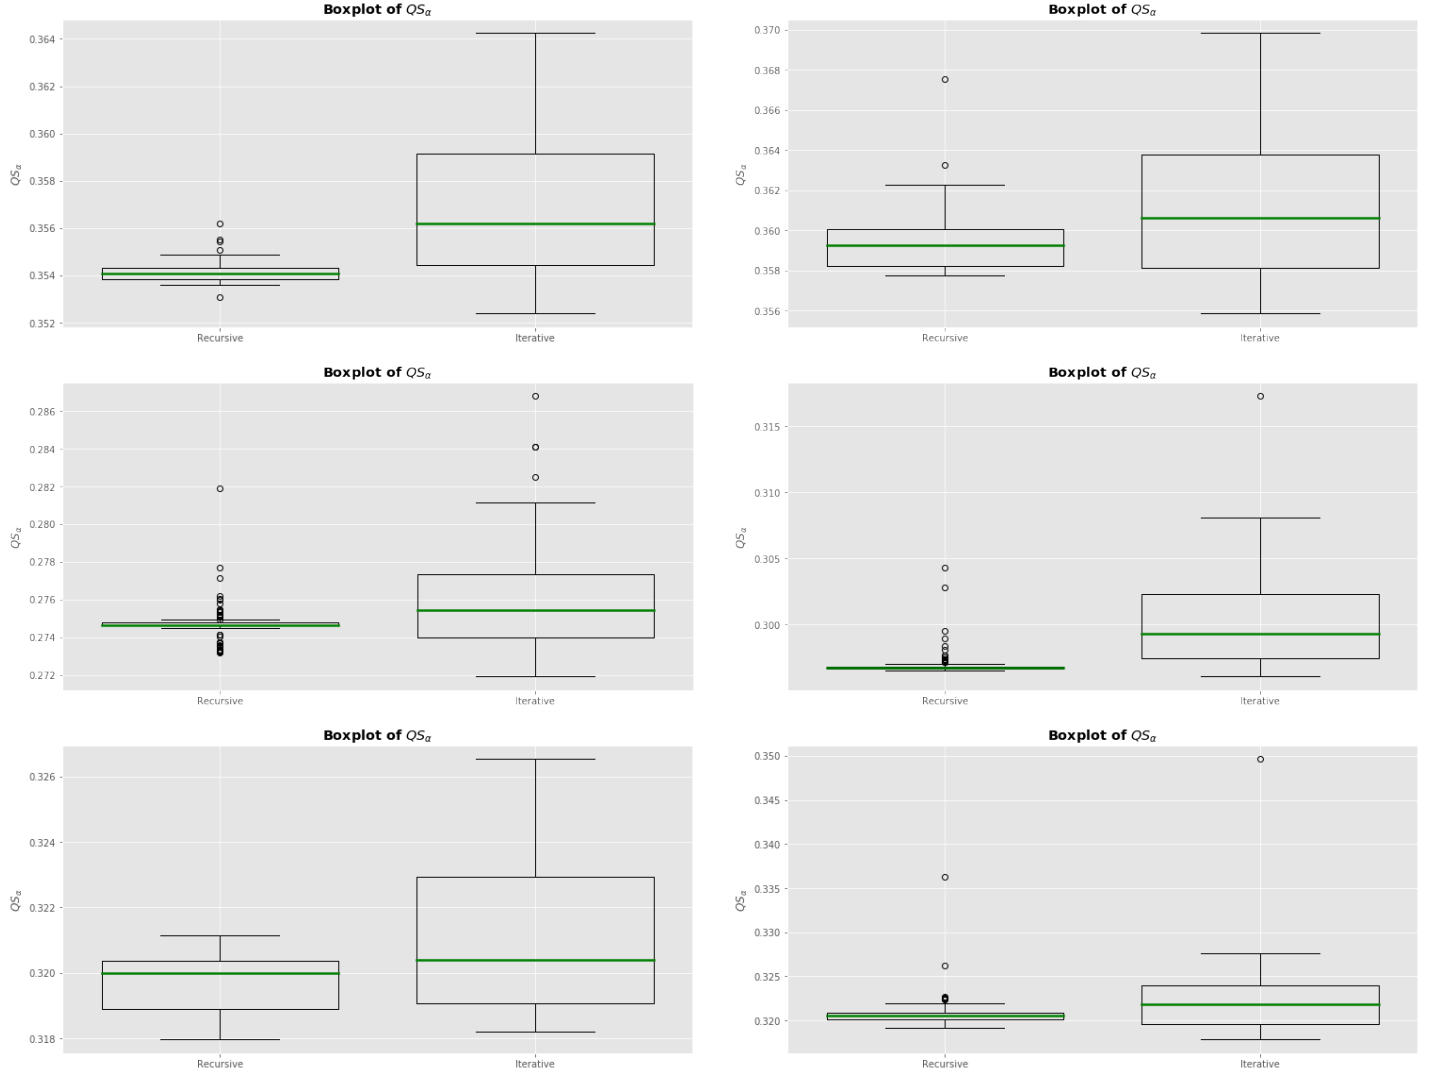 Boxplot of QSα
QSα
0.364
0.362
0.360
0.358
0.356
0.354
0.352
Recursive
Iterative
Boxplot of QSα
QSα
0.370
0.368
0.366
0.364
0.362
0.360
0.358
0.356
Recursive
Iterative
Boxplot of QSα
QSα
0.286
0.284
0.282
0.280
0.278
0.276
0.274
0.272
Recursive
Iterative
Boxplot of QSα
QSα
0.315
0.310
0.305
0.300
Recursive
Iterative
Boxplot of QSα
QSα
0.326
0.324
0.322
0.320
0.318
Recursive
Iterative
Boxplot of QSα
QSα
0.350
0.345
0.340
0.335
0.330
0.325
0.320
Recursive
Iterative